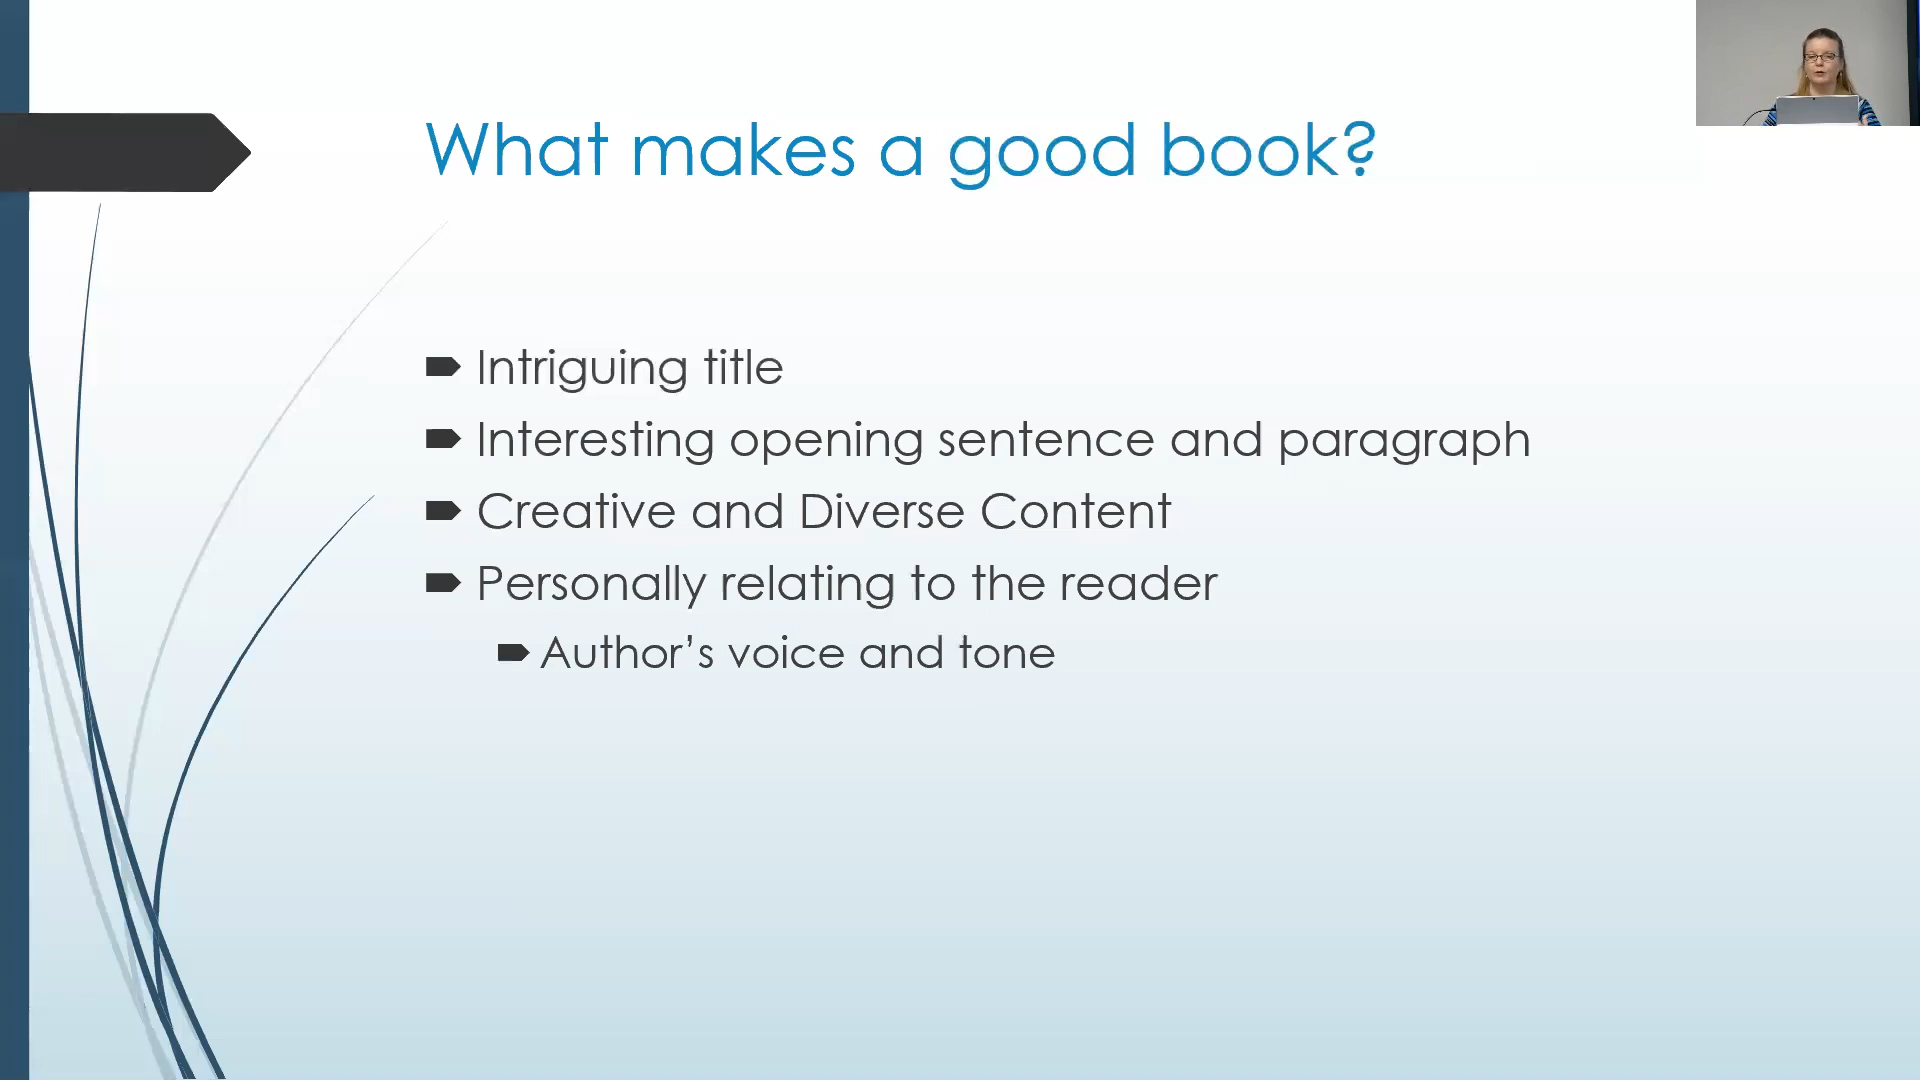 What makes a good book?
Intriguing title
Interesting opening sentence and paragraph
Creative and Diverse Content
Personally relating to the reader
Author’s voice and tone